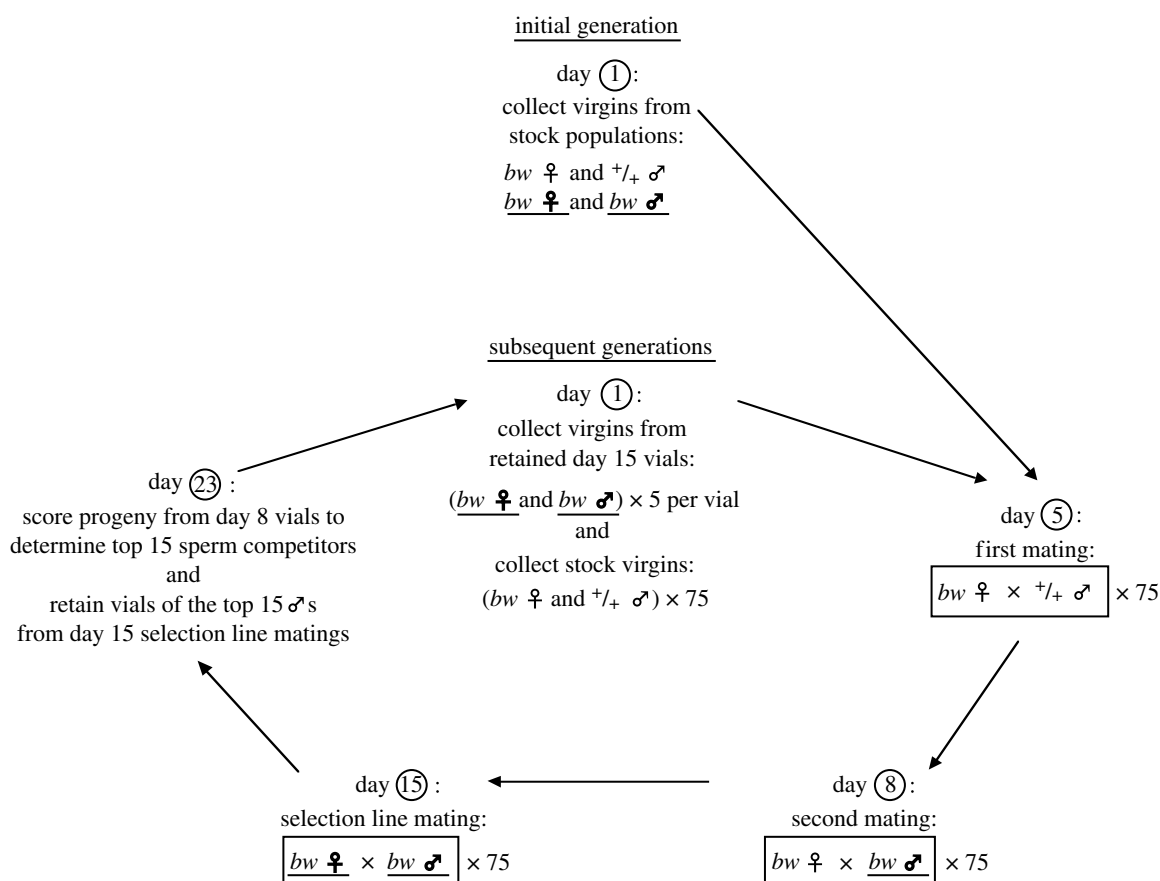 initial generation
day 1 :
collect virgins from
stock populations:
bw ♀ and +/+ ♂
bw ♀ and bw ♂
subsequent generations
day 1 :
collect virgins from
retained day 15 vials:
(bw ♀ and bw ♂) × 5 per vial
and
collect stock virgins:
(bw ♀ and +/+ ♂) × 75
day 5 :
first mating:
bw ♀ × +/+ ♂ × 75
day 8 :
second mating:
bw ♀ × bw ♂ × 75
day 15 :
selection line mating:
bw ♀ × bw ♂ × 75
day 23 :
score progeny from day 8 vials to
determine top 15 sperm competitors
and
retain vials of the top 15 ♂s
from day 15 selection line matings